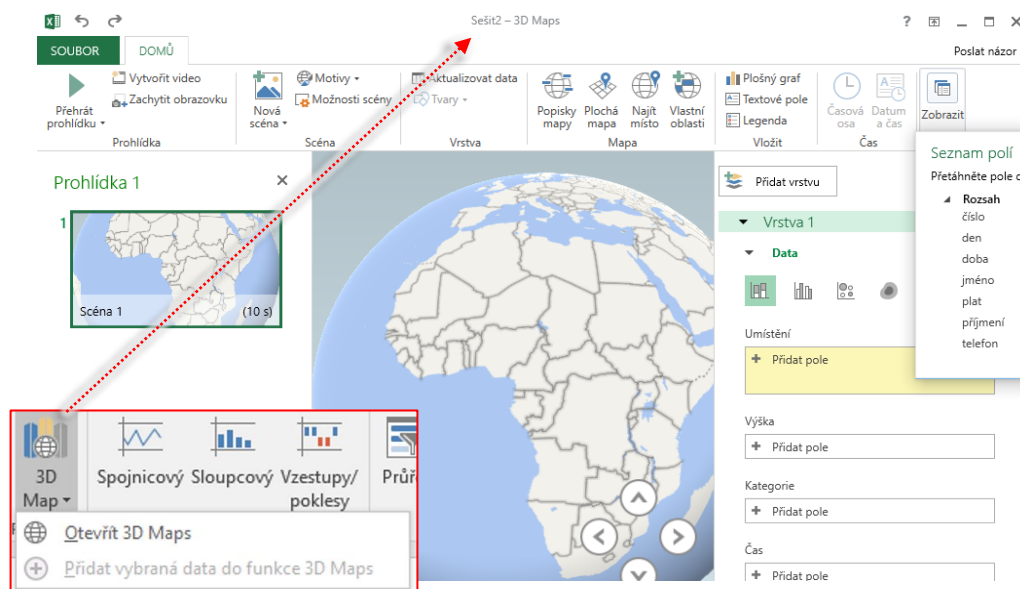 Sešit2 – 3D Maps
?
SOUBOR
DOMŮ
Poslat názor
Přehrát
prohlídku
Vytvořit video
Zachytit obrazovku
Prohlídka
Nová
scéna
Motivy
Možnosti scény
Scéna
Aktualizovat data
Tvary
Vrstva
Popisky
mapy
Plochá
mapa
Najít
místo
Vlastní
oblasti
Mapa
Plošný graf
Textové pole
Legenda
Vložit
Časová
osa
Datum
a čas
Čas
Zobrazit
Prohlídka 1
1
Scéna 1
(10 s)
Přidat vrstvu
Vrstva 1
Data
Umístění
Přidat pole
Výška
Přidat pole
Kategorie
Přidat pole
Čas
Přidat pole
Seznam polí
Přetáhněte pole
Rozsah
číslo
den
doba
jméno
plat
příjmení
telefon
3D
Map
Spojnicový
Sloupcový
Vzestupy/
poklesy
Průř
Otevřít 3D Maps
Přidat vybraná data do funkce 3D Maps